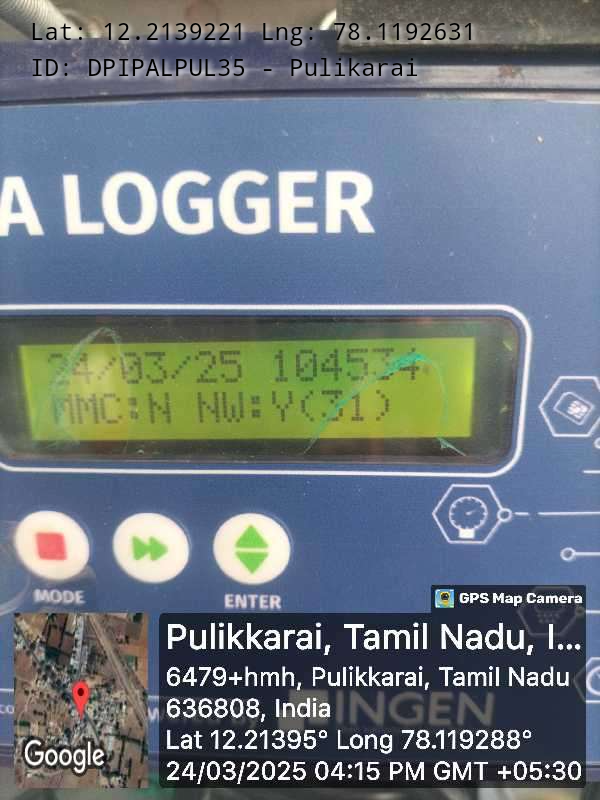 Lat: 12.2139221 Lng: 78.1192631
ID: DPIPALPUL35 - Pulikarai
A LOGGER
24/03/25 104534
MMC:N NW:Y(31)
MODE
ENTER
GPS Map Camera
Pulikkarai, Tamil Nadu, I...
6479+hmh, Pulikkarai, Tamil Nadu
636808, India
INGEN
Lat 12.21395° Long 78.119288°
24/03/2025 04:15 PM GMT +05:30
Google